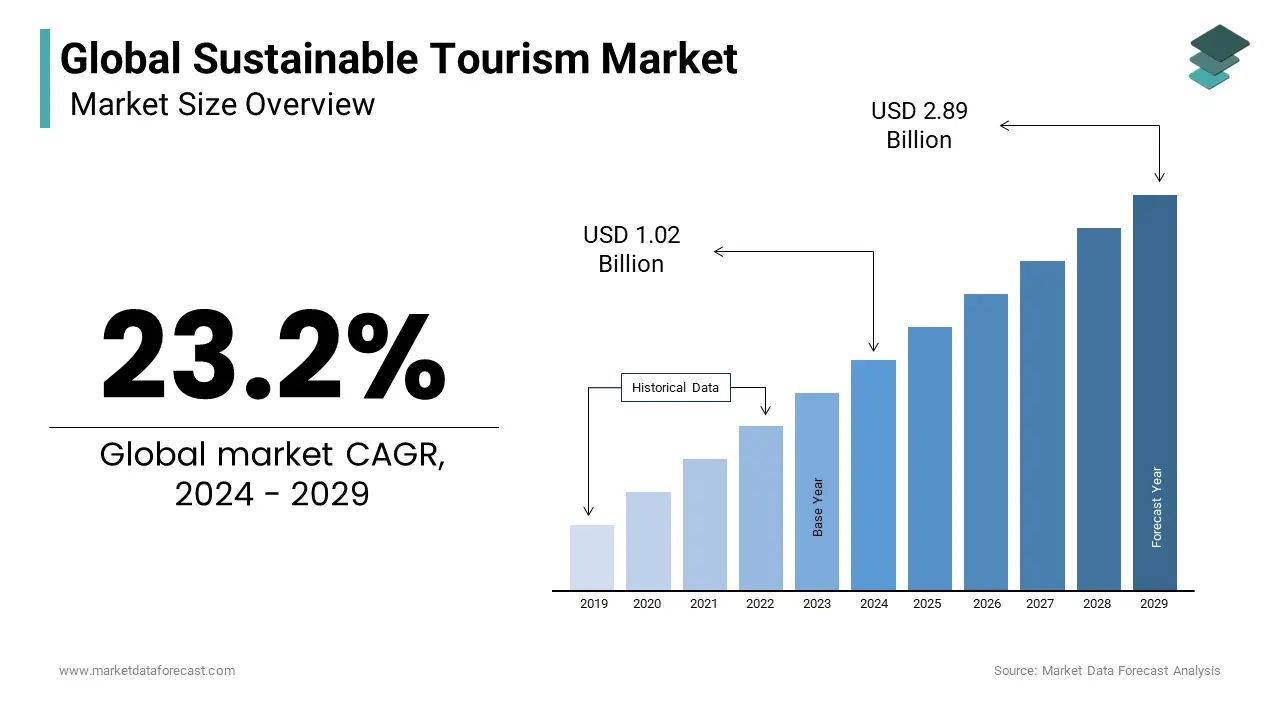 Global Sustainable Tourism Market
Market Size Overview
USD 2.89
Billion
USD 1.02
Billion
23.2%
Global market CAGR,
2024 - 2029
Historical Data
Base Year
Forecast Year
2019 2020 2021 2022 2023 2024 2025 2026 2027 2028 2029
www.marketdataforecast.com
Source: Market Data Forecast Analysis